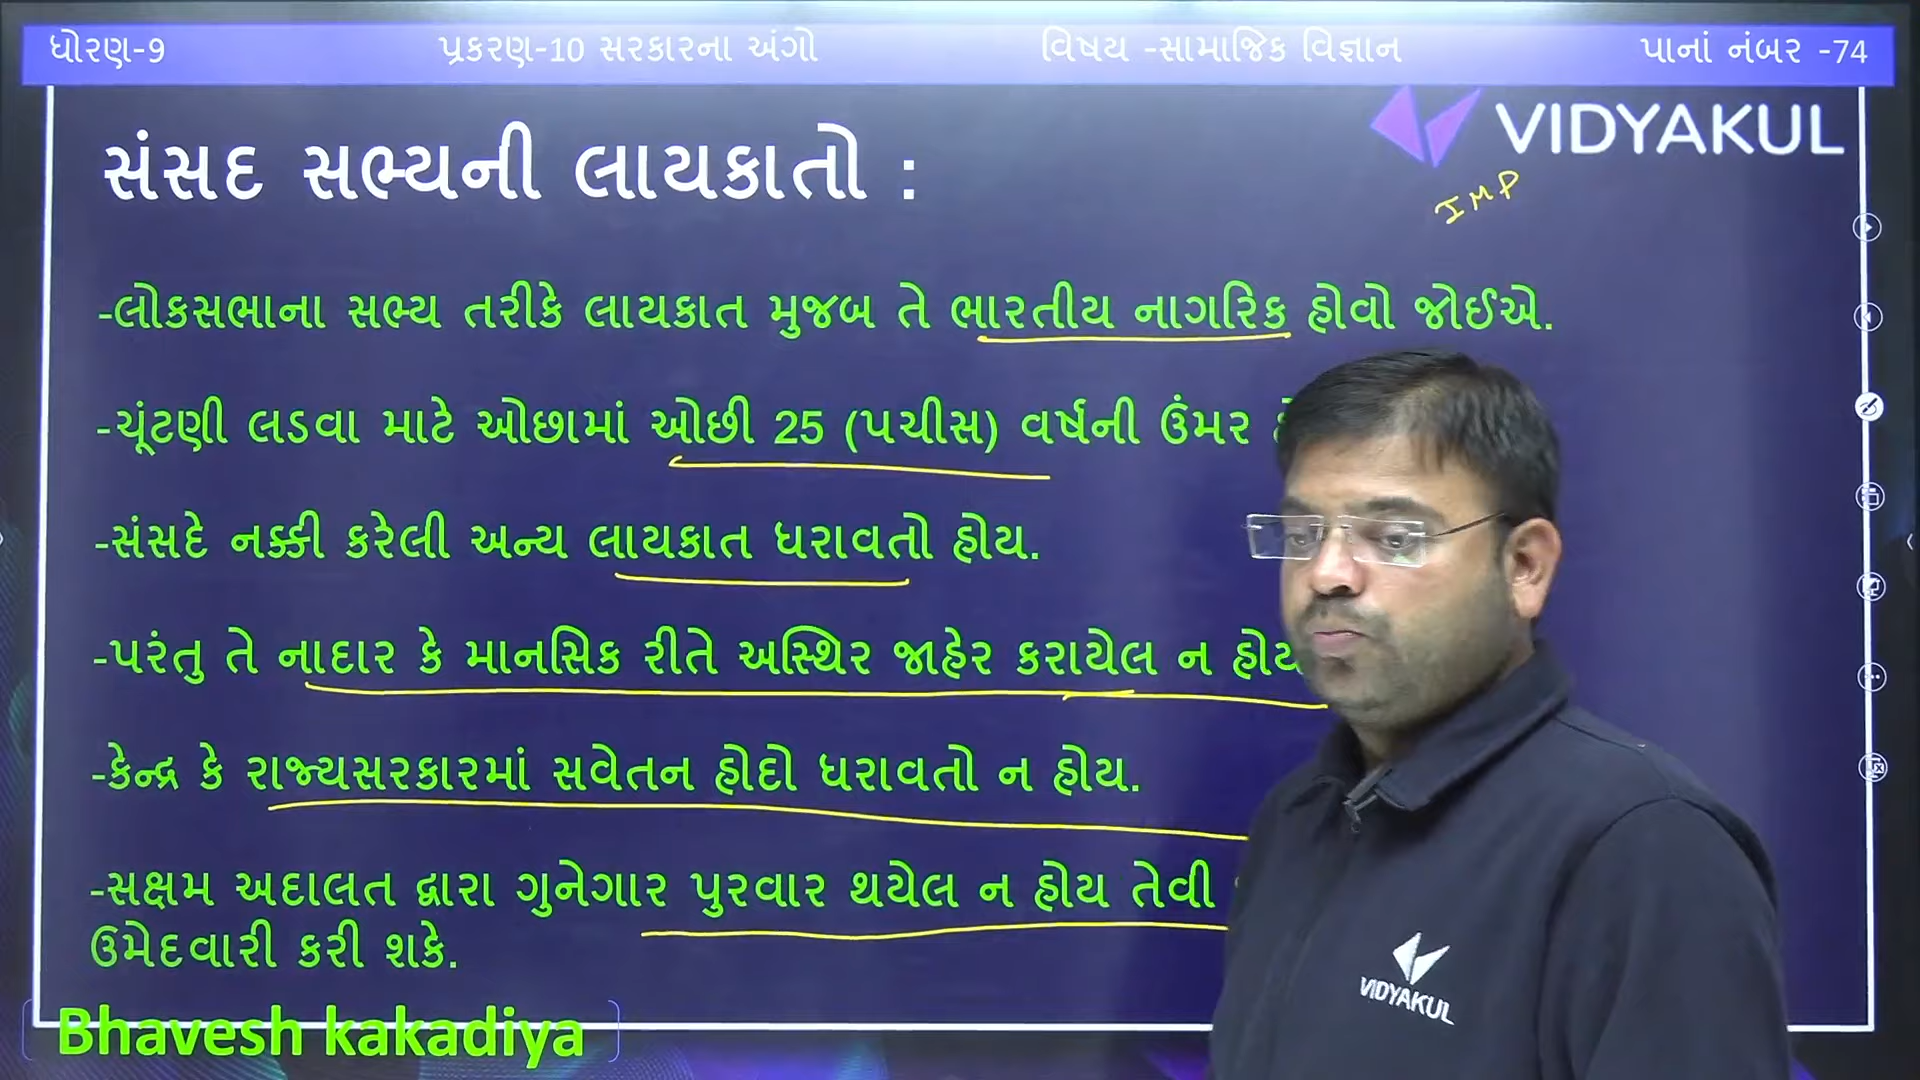 ધોરણ-9 પ્રકરણ-10 સરકારના અંગો વિષય -સામાજિક વિજ્ઞાન પાનાં નંબર -74
VIDYAKUL
સંસદ સભ્યની લાયકાતો :
IMP
-લોકસભાના સભ્ય તરીકે લાયકાત મુજબ તે ભારતીય નાગરિક હોવો જોઈએ.
-ચૂંટણી લડવા માટે ઓછામાં ઓછી 25 (પચીસ) વર્ષની ઉંમર
-સંસદે નક્કી કરેલી અન્ય લાયકાત ધરાવતો હોય.
-પરંતુ તે નાદાર કે માનસિક રીતે અસ્થિર જાહેર કરાયેલ ન હોય
-કેન્દ્ર કે રાજ્યસરકારમાં સવેતન હોદો ધરાવતો ન હોય.
-સક્ષમ અદાલત દ્વારા ગુનેગાર પુરવાર થયેલ ન હોય તેવી
ઉમેદવારી કરી શકે.
VIDYAKUL
Bhavesh kakadiya